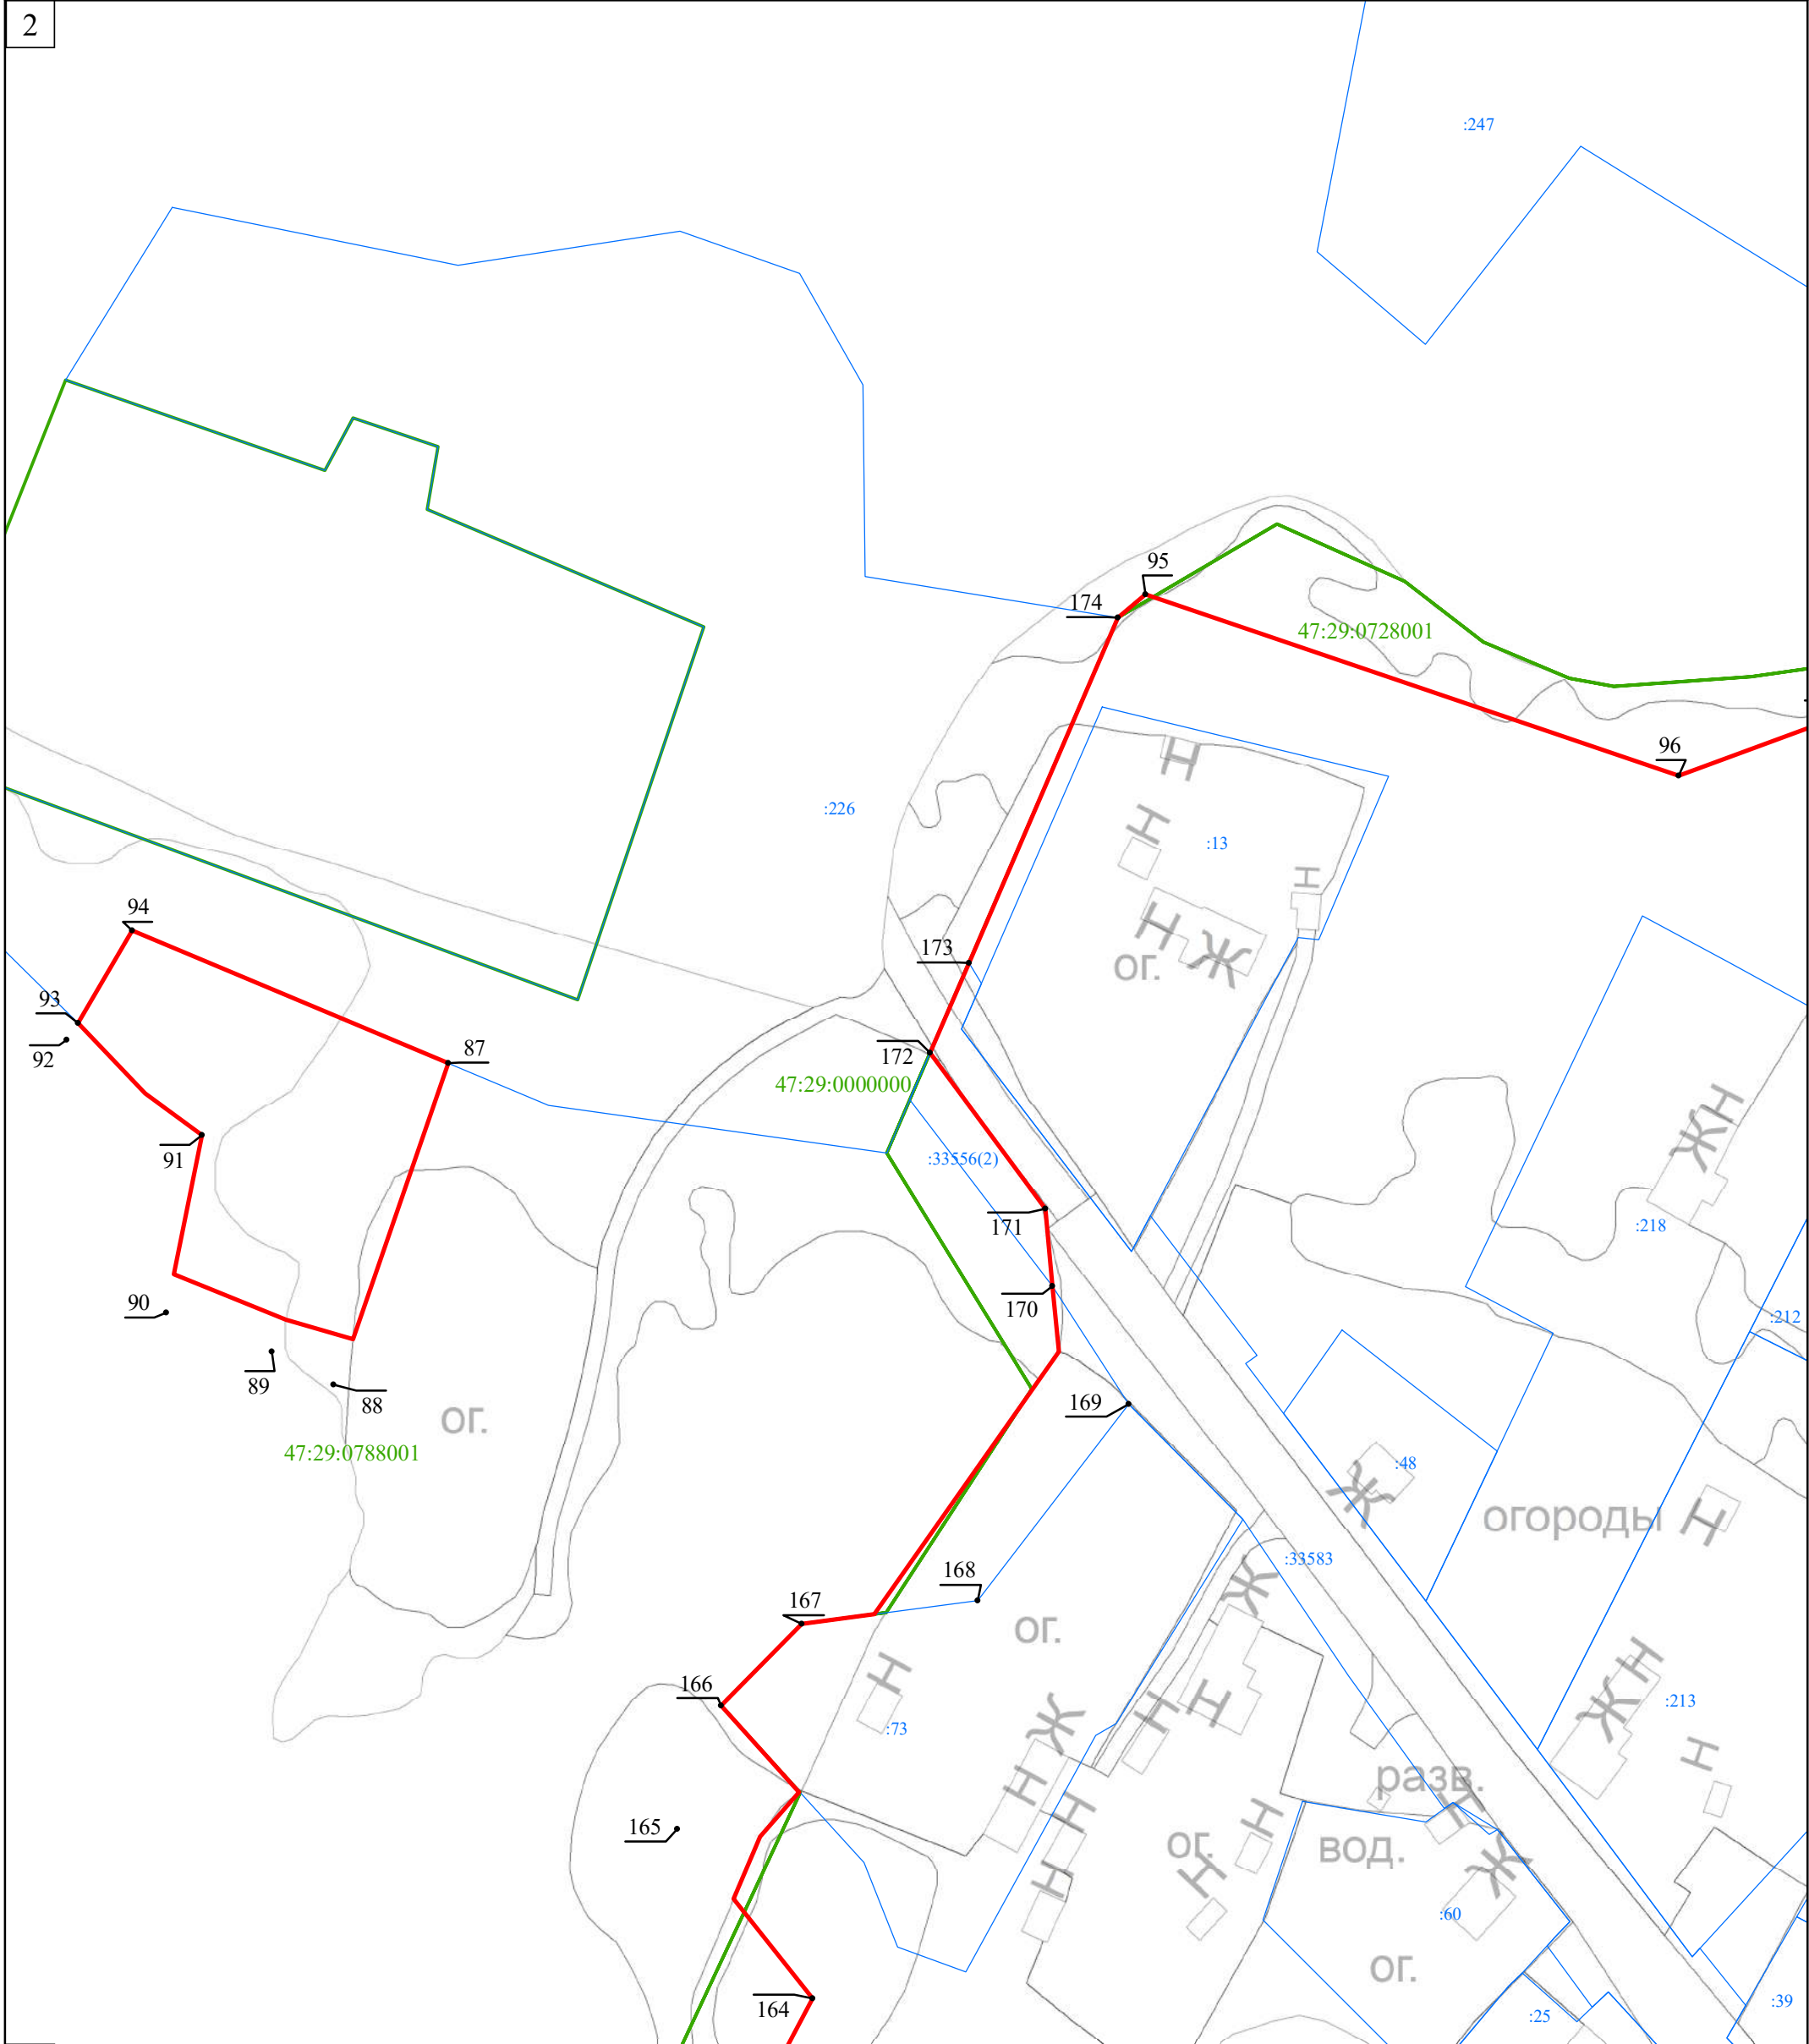 2
:247
95
174
47:29:0728001
96
Н
:226
Н
:13
Н
94
Н
173
Ж
ог.
93
92
87
172
47:29:0000000
Н
91
:33556(2)
Ж
171
:218
90
170
:212
89
88
169
ог.
47:29:0788001
:48
Ж
огороды
Н
:33583
168
Ж
167
ог.
Н
Н
166
Н
Н
Ж
:213
Ж
:73
Н
разв.
Н
Н
Н
Н
165
ог.
вод.
Н
Ж
Н
:60
ог.
164
:39
:25